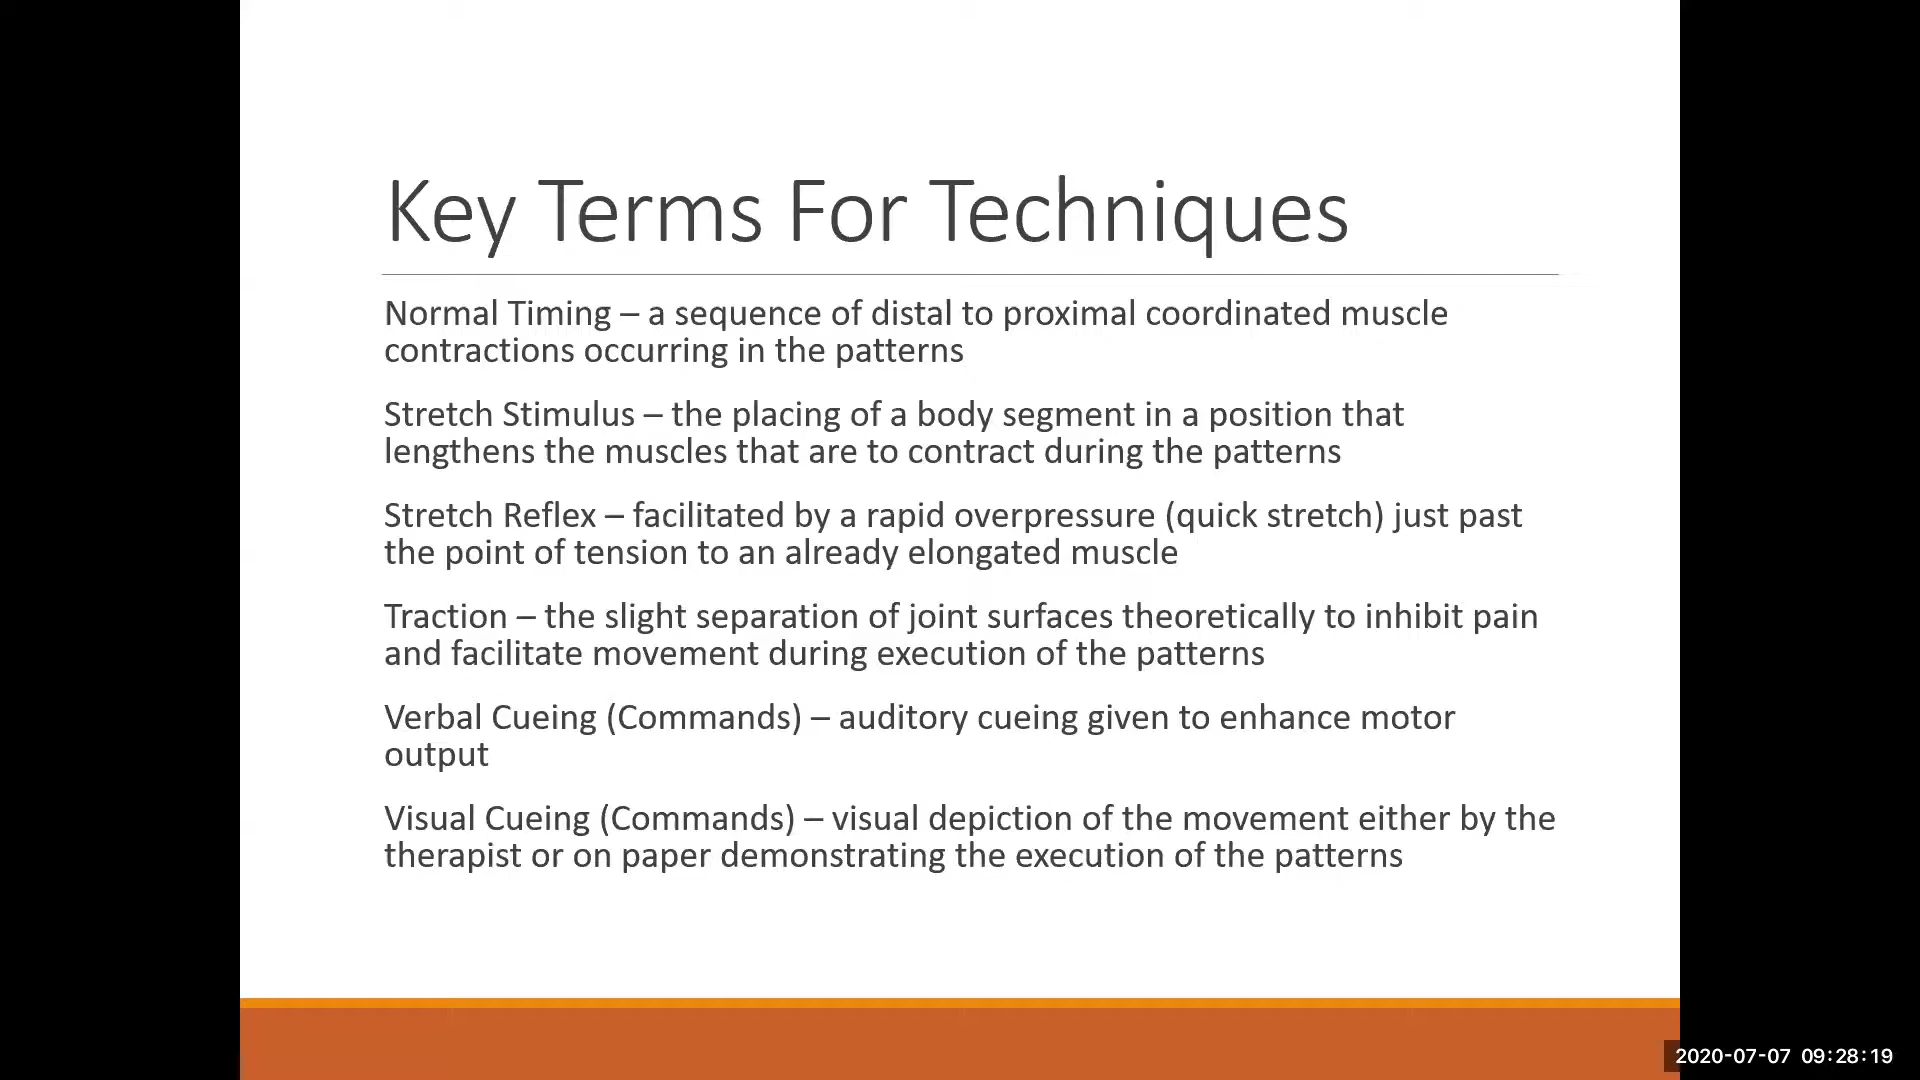 Key Terms For Techniques
Normal Timing – a sequence of distal to proximal coordinated muscle
contractions occurring in the patterns
Stretch Stimulus – the placing of a body segment in a position that
lengthens the muscles that are to contract during the patterns
Stretch Reflex – facilitated by a rapid overpressure (quick stretch) just past
the point of tension to an already elongated muscle
Traction – the slight separation of joint surfaces theoretically to inhibit pain
and facilitate movement during execution of the patterns
Verbal Cueing (Commands) – auditory cueing given to enhance motor
output
Visual Cueing (Commands) – visual depiction of the movement either by the
therapist or on paper demonstrating the execution of the patterns
2020-07-07 09:28:19